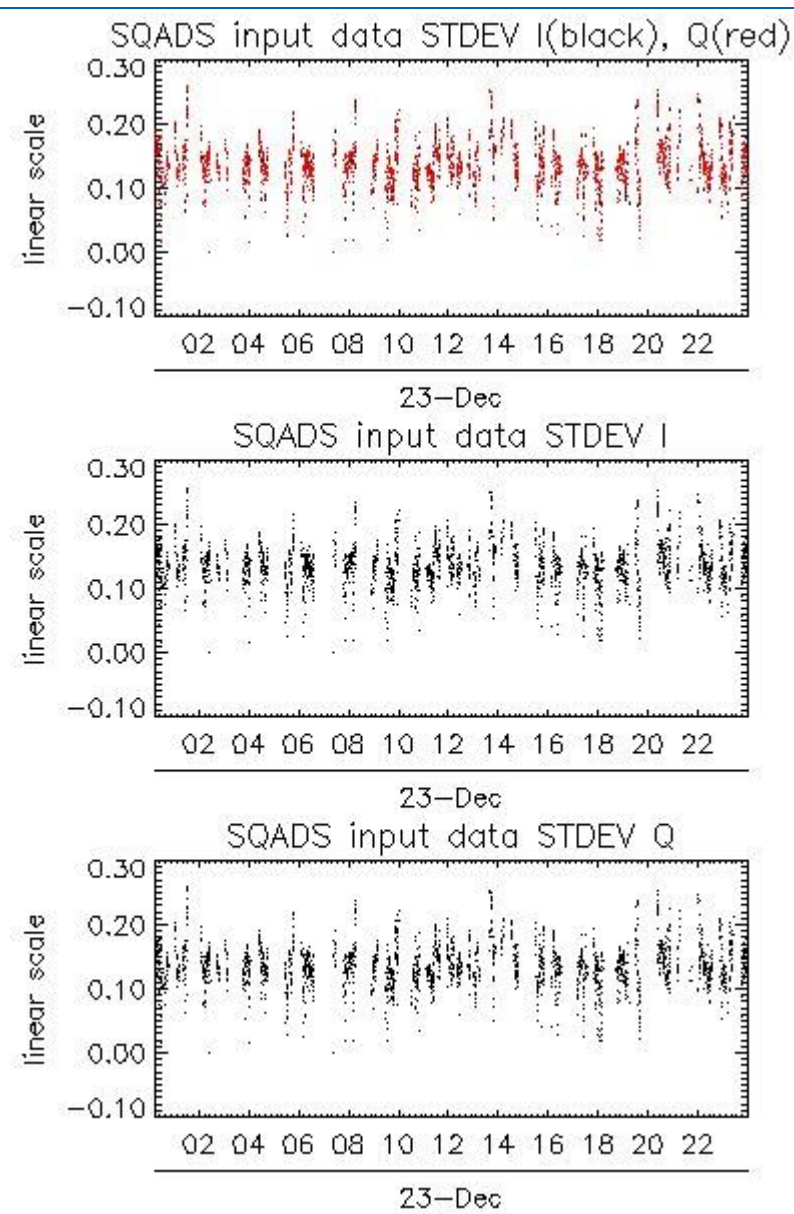 SQADS input data STDEV I(black), Q(red)
0.30
0.20
0.10
0.00
−0.10
linear scale
02 04 06 08 10 12 14 16 18 20 22
23−Dec
SQADS input data STDEV I
0.30
0.20
0.10
0.00
−0.10
linear scale
02 04 06 08 10 12 14 16 18 20 22
23−Dec
SQADS input data STDEV Q
0.30
0.20
0.10
0.00
−0.10
linear scale
02 04 06 08 10 12 14 16 18 20 22
23−Dec